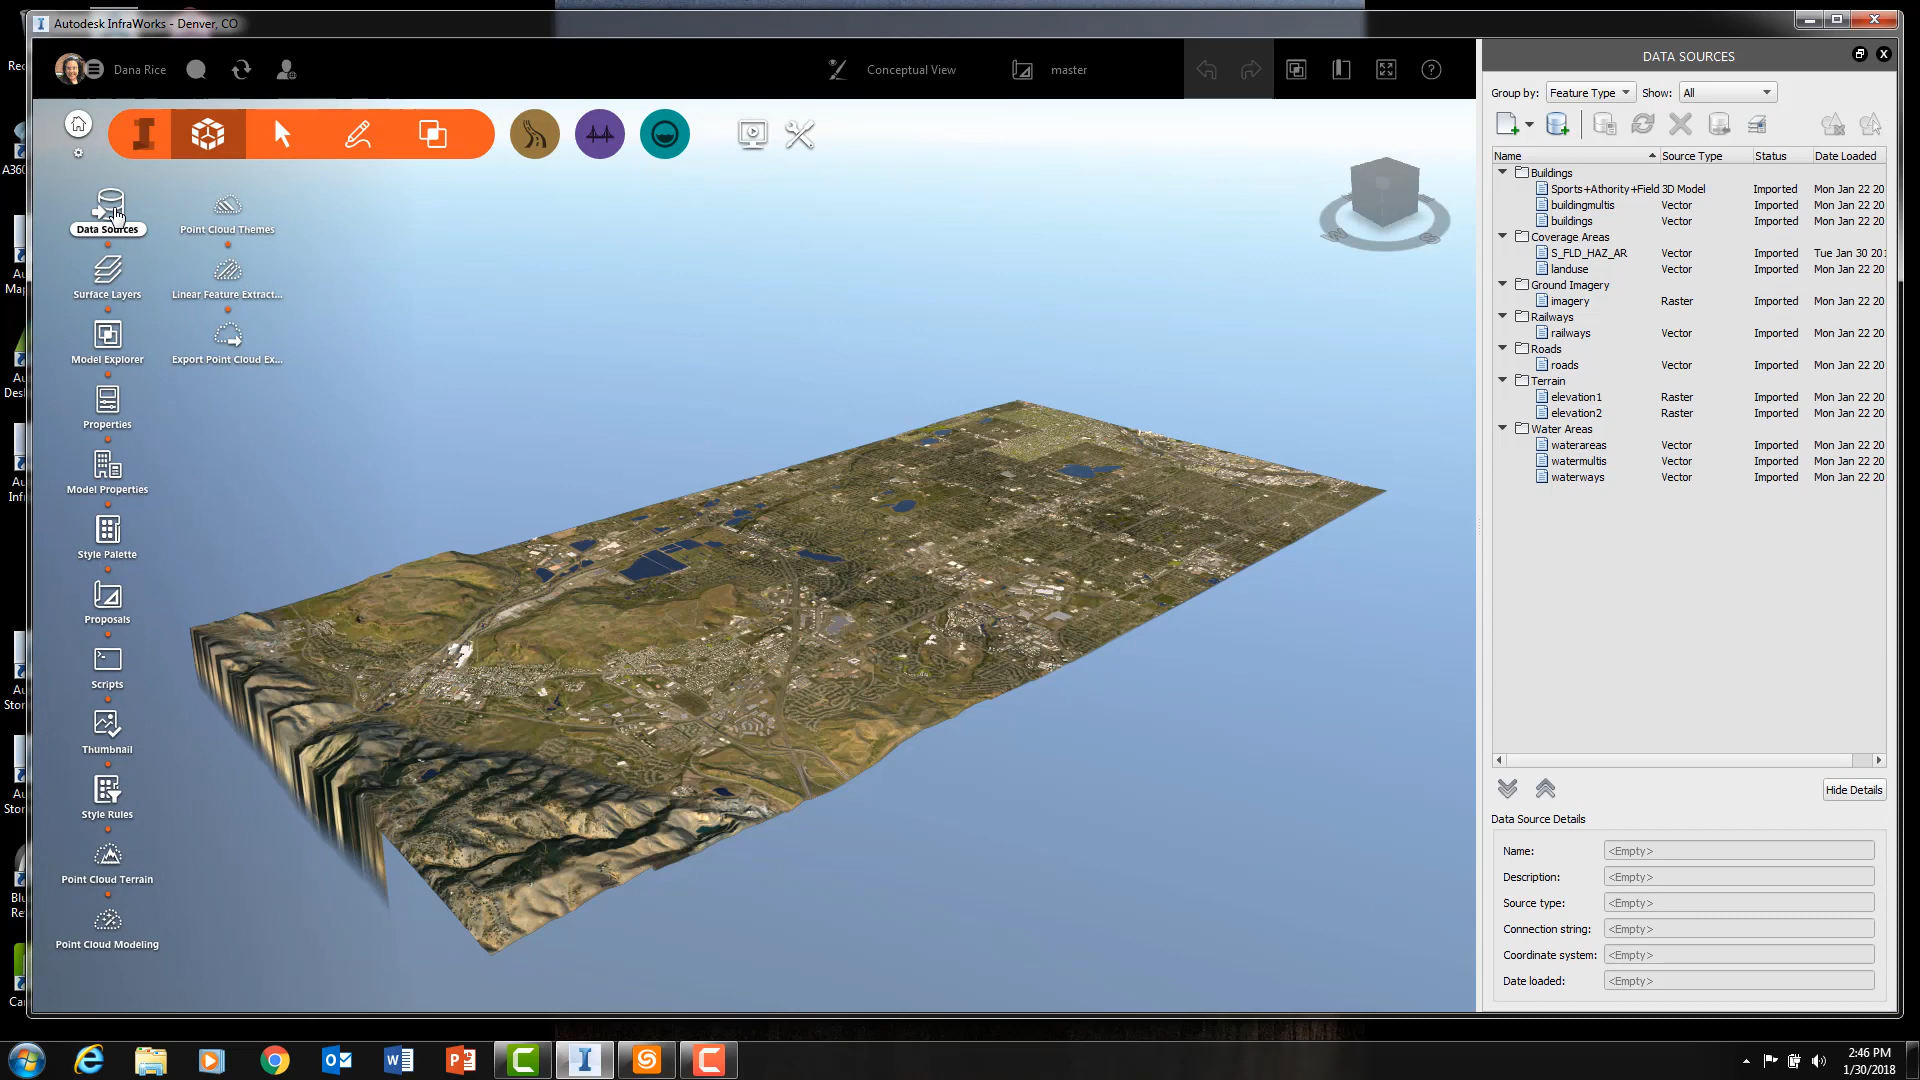 Autodesk InfraWorks - Denver, CO
Dana Rice
Conceptual View
master
Data Sources
Point Cloud Themes
Surface Layers
Linear Feature Extract...
Model Explorer
Export Point Cloud Ex...
Properties
Model Properties
Style Palette
Proposals
Scripts
Thumbnail
Style Rules
Point Cloud Terrain
Point Cloud Modeling
DATA SOURCES
Group by: Feature Type Show: All
Name Source Type Status Date Loaded
Buildings
Sports+Athority+Field 3D Model Imported Mon Jan 22 20
buildingmultis Vector Imported Mon Jan 22 20
buildings Vector Imported Mon Jan 22 20
Coverage Areas
S_FLD_HAZ_AR Vector Imported Tue Jan 30 201
landuse Vector Imported Mon Jan 22 20
Ground Imagery
imagery Raster Imported Mon Jan 22 20
Railways
railways Vector Imported Mon Jan 22 20
Roads
roads Vector Imported Mon Jan 22 20
Terrain
elevation1 Raster Imported Mon Jan 22 20
elevation2 Raster Imported Mon Jan 22 20
Water Areas
waterareas Vector Imported Mon Jan 22 20
watermultis Vector Imported Mon Jan 22 20
waterways Vector Imported Mon Jan 22 20
Hide Details
Data Source Details
Name: <Empty>
Description: <Empty>
Source type: <Empty>
Connection string: <Empty>
Coordinate system: <Empty>
Date loaded: <Empty>
2:46 PM
1/30/2018